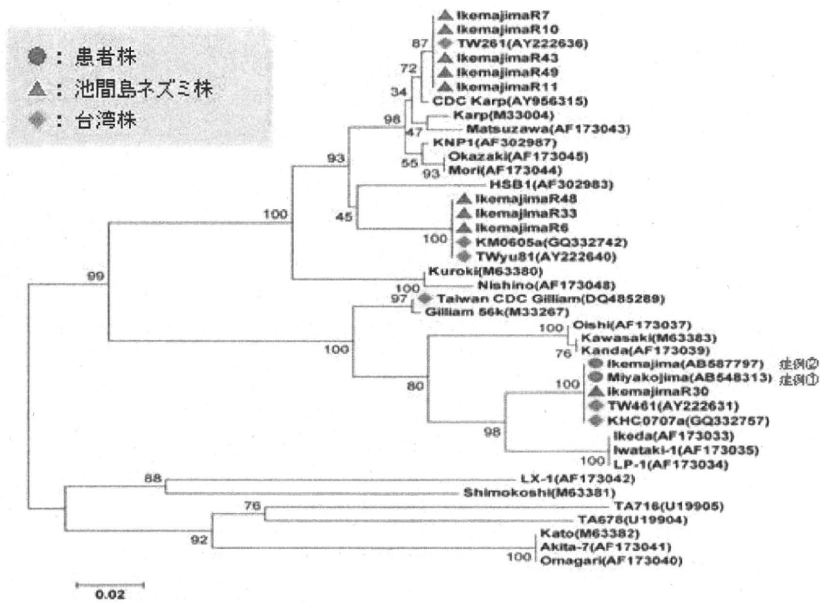 ● : 患者株
▲ : 池間島ネズミ株
◆ : 台湾株
IkemajimaR7
IkemajimaR10
87
TW261(AY222636)
IkemajimaR43
72
IkemajimaR49
IkemajimaR11
34
CDC Karp(AY956315)
98
Karp(M33004)
47
Matsuzawa(AF173043)
KNP1(AF302987)
93
55
Okazaki(AF173045)
93
Mori(AF173044)
HSB1(AF302983)
100
45
IkemajimaR48
IkemajimaR33
IkemajimaR6
100
KM0605a(GQ332742)
TWyu81(AY222640)
99
Kuroki(M63380)
100
Nishino(AF173048)
97
Taiwan CDC Gilliam(DQ485289)
Gilliam 56k(M33267)
100
Oishi(AF173037)
100
Kawasaki(M63383)
76
Kanda(AF173039)
80
Ikemajima(AB587797) 症例②
100
Miyakojima(AB548313) 症例①
IkemajimaR30
TW461(AY222631)
98
KHC0707a(GQ332757)
Ikeda(AF173033)
Iwataki-1(AF173035)
100
LP-1(AF173034)
88
LX-1(AF173042)
Shimokoshi(M63381)
76
TA716(U19905)
TA678(U19904)
92
Kato(M63382)
100
Akita-7(AF173041)
Omagari(AF173040)
0.02